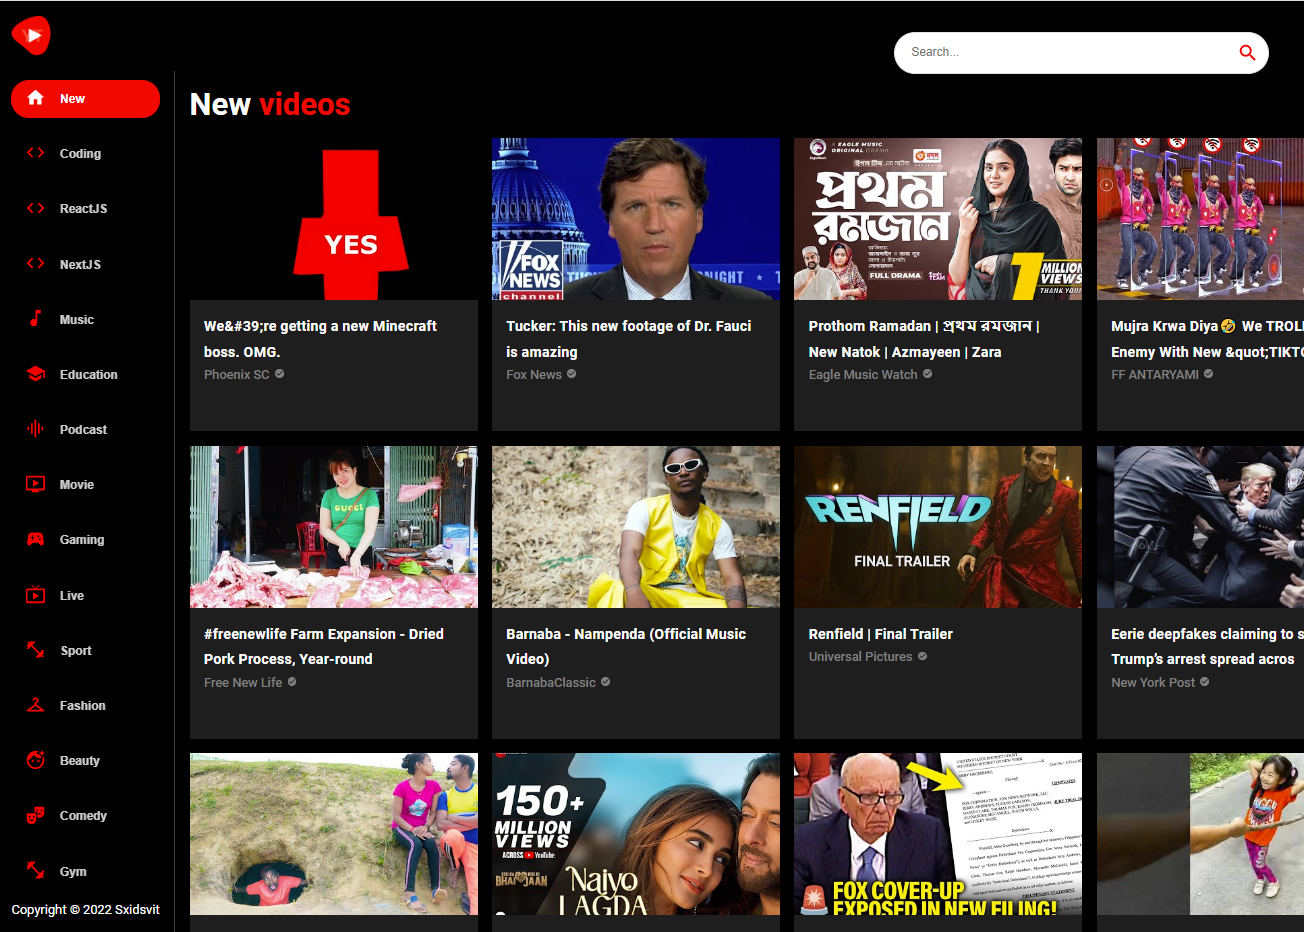 Search...
New
Coding
ReactJS
NextJS
Music
Education
Podcast
Movie
Gaming
Live
Sport
Fashion
Beauty
Comedy
Gym
Copyright © 2022 Sxidsvit
New videos
YES
We&#39;re getting a new Minecraft
boss. OMG.
Phoenix SC
FOX
NEWS
channel
Tucker: This new footage of Dr. Fauci
is amazing
Fox News
A EAGLE MUSIC
ORIGINAL DRAMA
প্রথম
রমজান
FULL DRAMA
1 MILLION
VIEWS
THANK YOU!
Prothom Ramadan | প্রথম রমজান |
New Natok | Azmayeen | Zara
Eagle Music Watch
Mujra Krwa Diya🤣 We TROLL
Enemy With New &quot;TIKTO
FF ANTARYAMI
GUCCI
#freenewlife Farm Expansion - Dried
Pork Process, Year-round
Free New Life
Barnaba - Nampenda (Official Music
Video)
BarnabaClassic
RENFIELD
FINAL TRAILER
Renfield | Final Trailer
Universal Pictures
Eerie deepfakes claiming to s
Trump’s arrest spread acros
New York Post
150+
MILLION
VIEWS
ACROSS YouTube
Naiyo
LAGDA
FOX COVER-UP
EXPOSED IN NEW FILING!